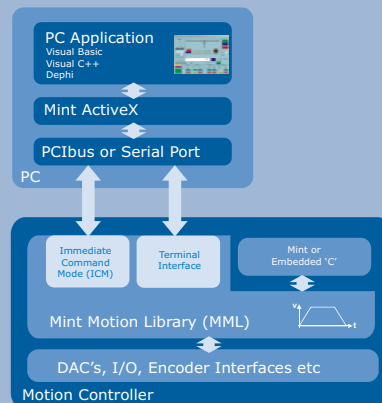 PC Application
Visual Basic
Visual C++
Dephi
Mint ActiveX
PCIbus or Serial Port
PC
Immediate
Command
Mode (ICM)
Terminal
Interface
Mint or
Embedded ‘C’
Mint Motion Library (MML)
v
t
DAC's, I/O, Encoder Interfaces etc
Motion Controller